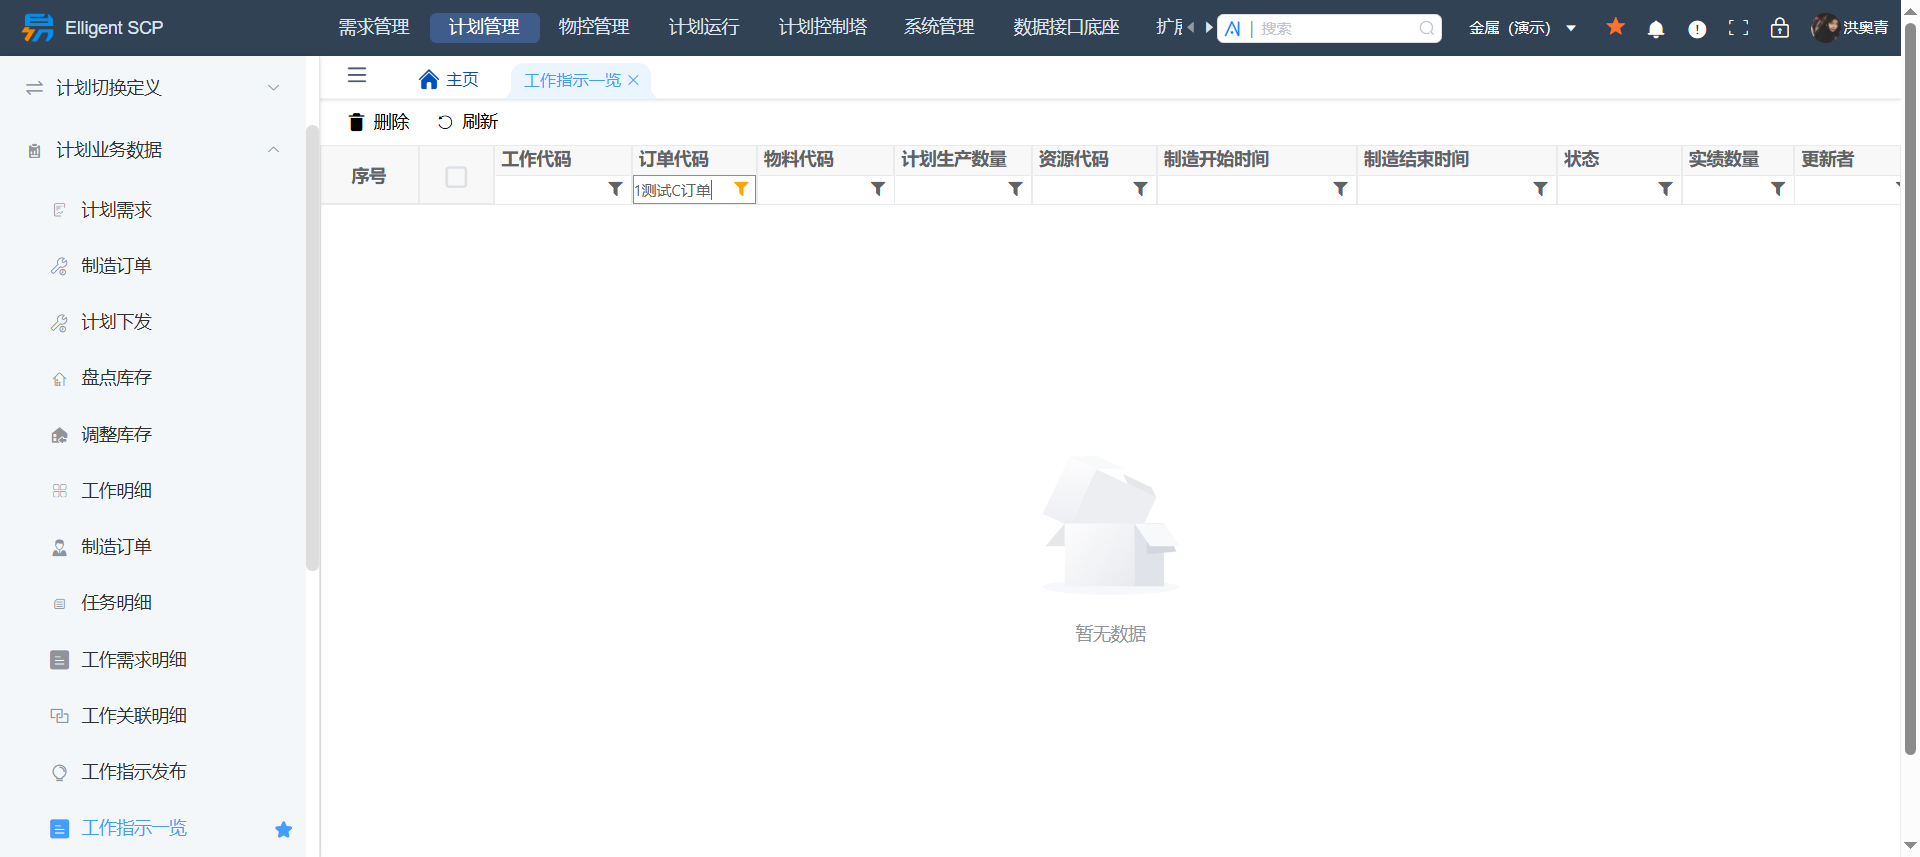 Elligent SCP
需求管理 计划管理 物控管理 计划运行 计划控制塔 系统管理 数据接口底座 扩
搜索
金属（演示）
洪奥青
计划切换定义
计划业务数据
计划需求
制造订单
计划下发
盘点库存
调整库存
工作明细
制造订单
任务明细
工作需求明细
工作关联明细
工作指示发布
工作指示一览
主页 工作指示一览
删除 刷新
序号 工作代码 订单代码 物料代码 计划生产数量 资源代码 制造开始时间 制造结束时间 状态 实绩数量 更新者
1测试C订单
暂无数据